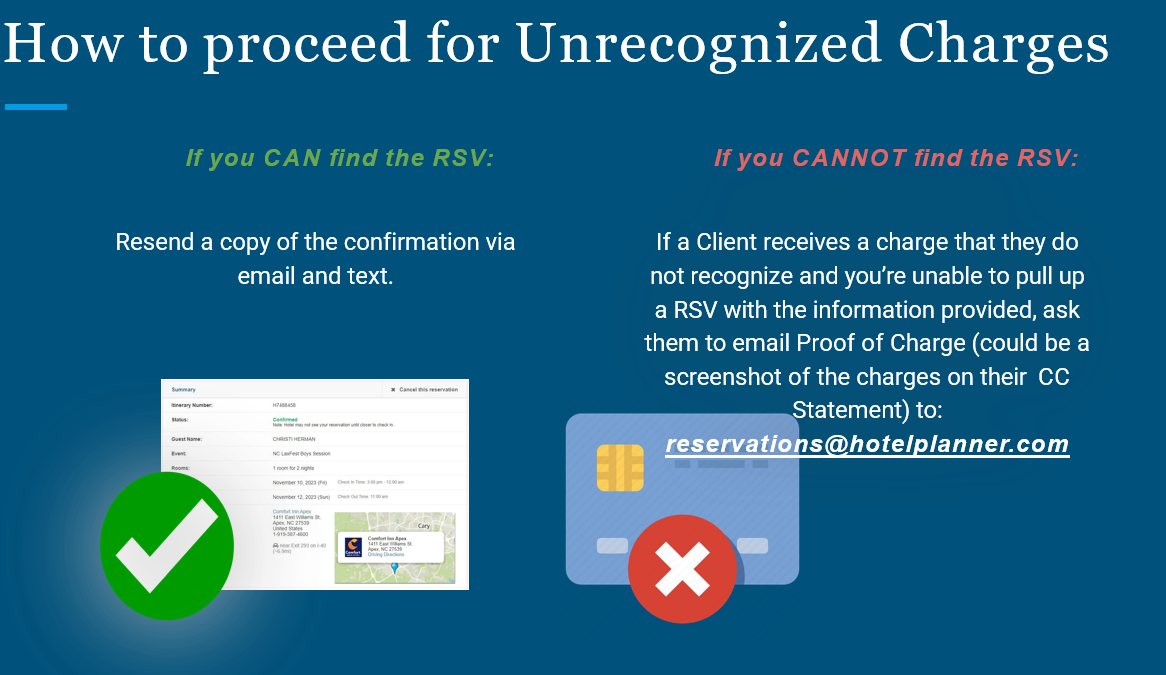 How to proceed for Unrecognized Charges
If you CAN find the RSV:
Resend a copy of the confirmation via
email and text.
Summary
✖ Cancel this reservation
Itinerary Number: H7488458
Status: Confirmed
Note: Hotel may not see your reservation until closer to check in.
Guest Name: CHRISTI HERMAN
Event: NC LawFest Boys Session
Rooms: 1 room for 2 nights
November 10, 2023 (Fri) Check In Time: 3:00 pm - 12:00 am
November 12, 2023 (Sun) Check Out Time: 11:00 am
Comfort Inn Apex
1411 East Williams St.
Apex, NC 27539
United States
1-919-387-4600
near Exit 293 on I-40
(~6.3mi)
Cary
Comfort Inn Apex
1411 East Williams St.
Apex, NC 27539
Driving Directions
Comfort
If you CANNOT find the RSV:
If a Client receives a charge that they do
not recognize and you’re unable to pull up
a RSV with the information provided, ask
them to email Proof of Charge (could be a
screenshot of the charges on their  CC
Statement) to:
reservations@hotelplanner.com